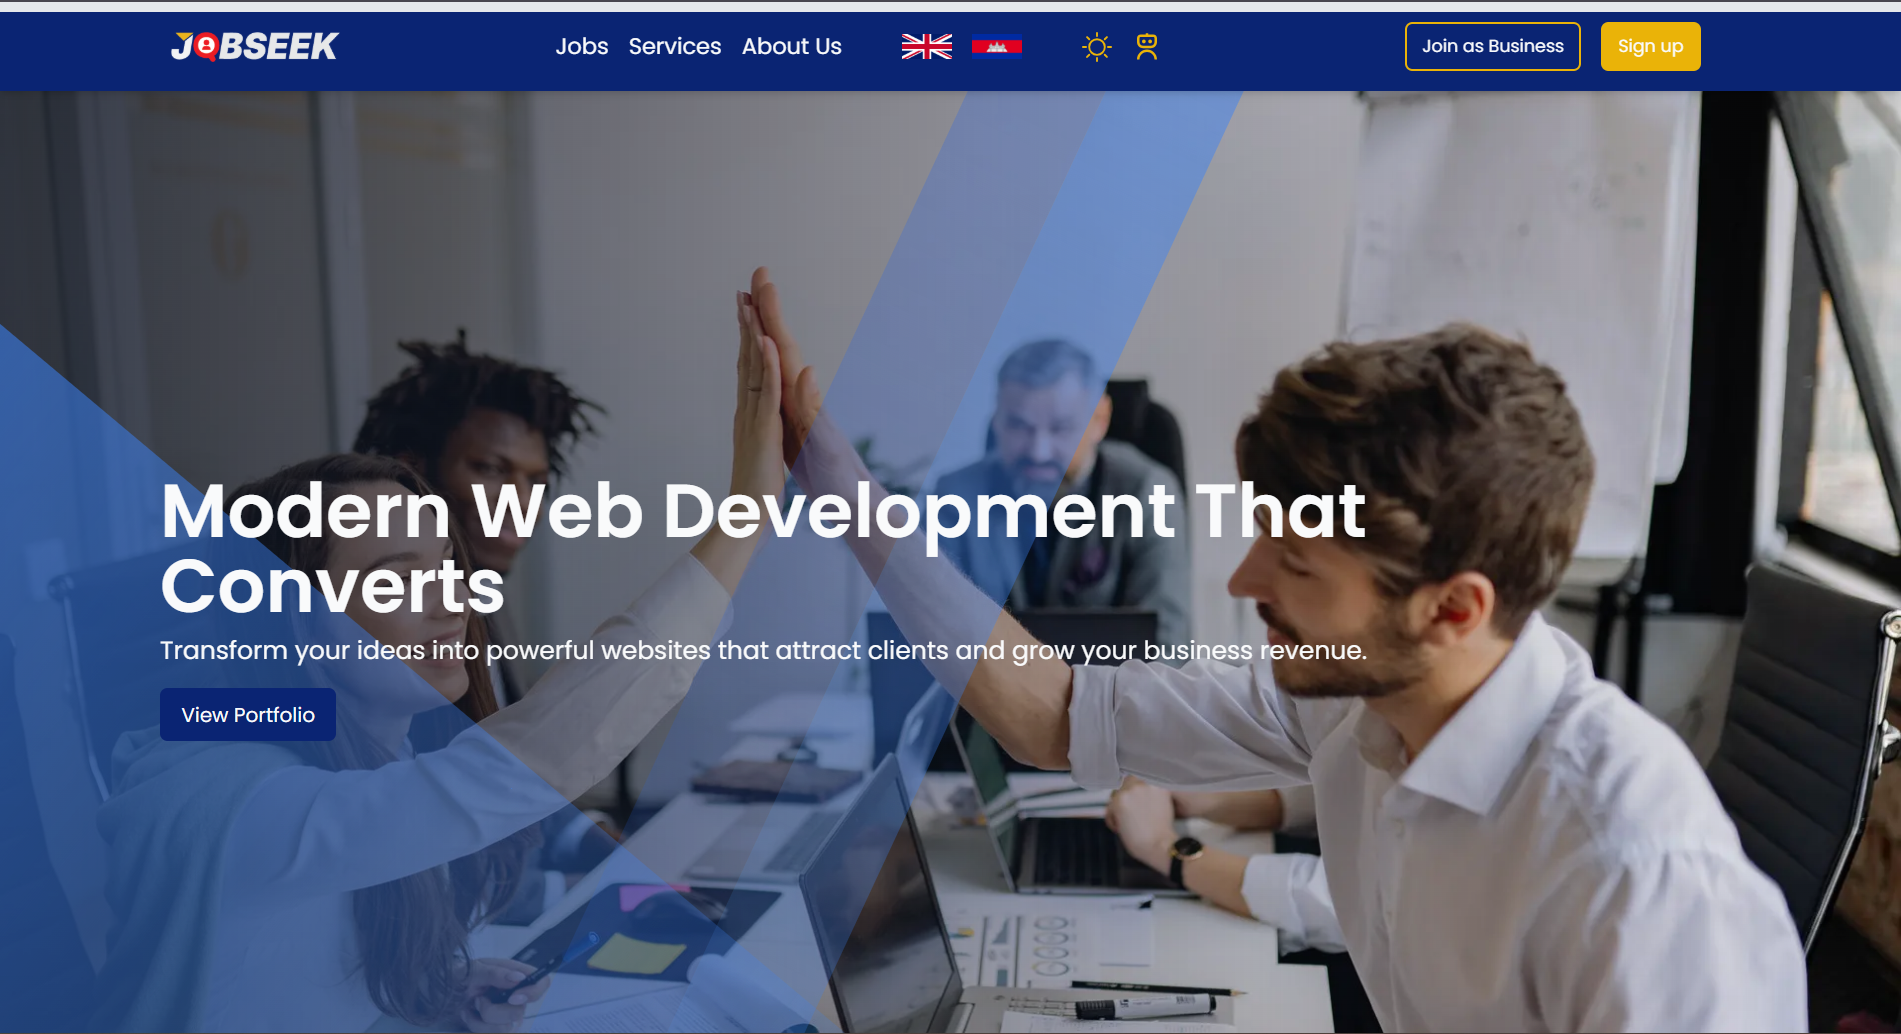 JOBSEEK
Jobs Services About Us
Join as Business
Sign up
Modern Web Development That
Converts
Transform your ideas into powerful websites that attract clients and grow your business revenue.
View Portfolio